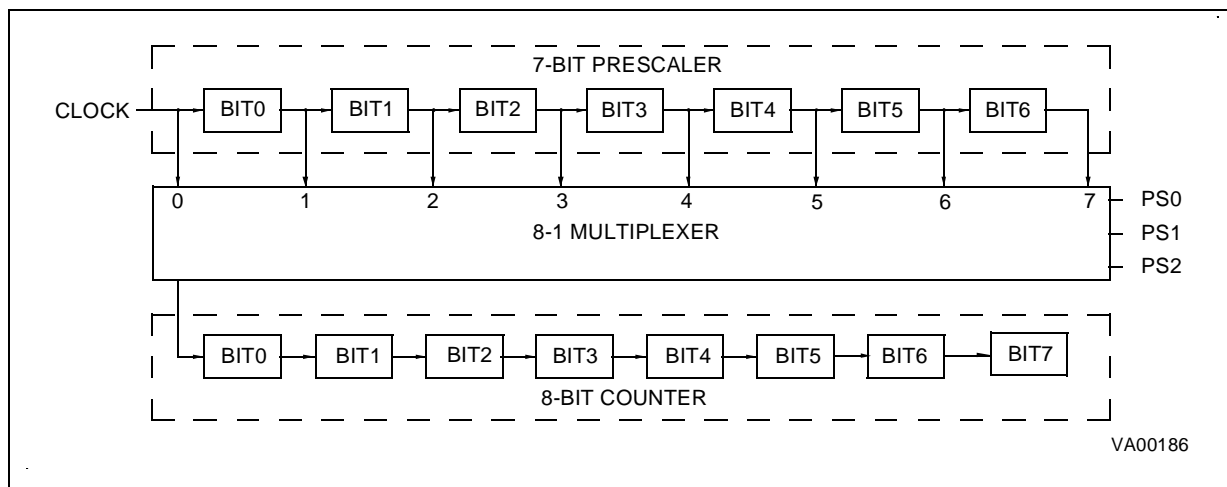 7-BIT PRESCALER
CLOCK BIT0 BIT1 BIT2 BIT3 BIT4 BIT5 BIT6
0 1 2 3 4 5 6 7 PS0
8-1 MULTIPLEXER PS1
PS2
BIT0 BIT1 BIT2 BIT3 BIT4 BIT5 BIT6 BIT7
8-BIT COUNTER
VA00186